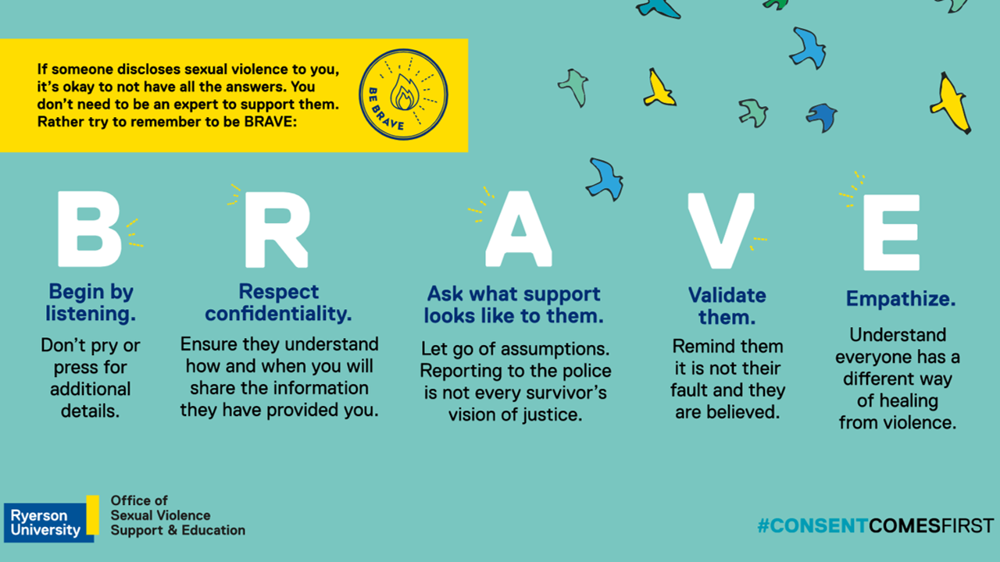 If someone discloses sexual violence to you,
it's okay to not have all the answers. You
don't need to be an expert to support them.
Rather try to remember to be BRAVE:
BE BRAVE
B
Begin by
listening.
Don't pry or
press for
additional
details.
R
Respect
confidentiality.
Ensure they understand
how and when you will
share the information
they have provided you.
A
Ask what support
looks like to them.
Let go of assumptions.
Reporting to the police
is not every survivor's
vision of justice.
V
Validate
them.
Remind them
it is not their
fault and they
are believed.
E
Empathize.
Understand
everyone has a
different way
of healing
from violence.
Ryerson
University
Office of
Sexual Violence
Support & Education
#CONSENTCOMESFIRST